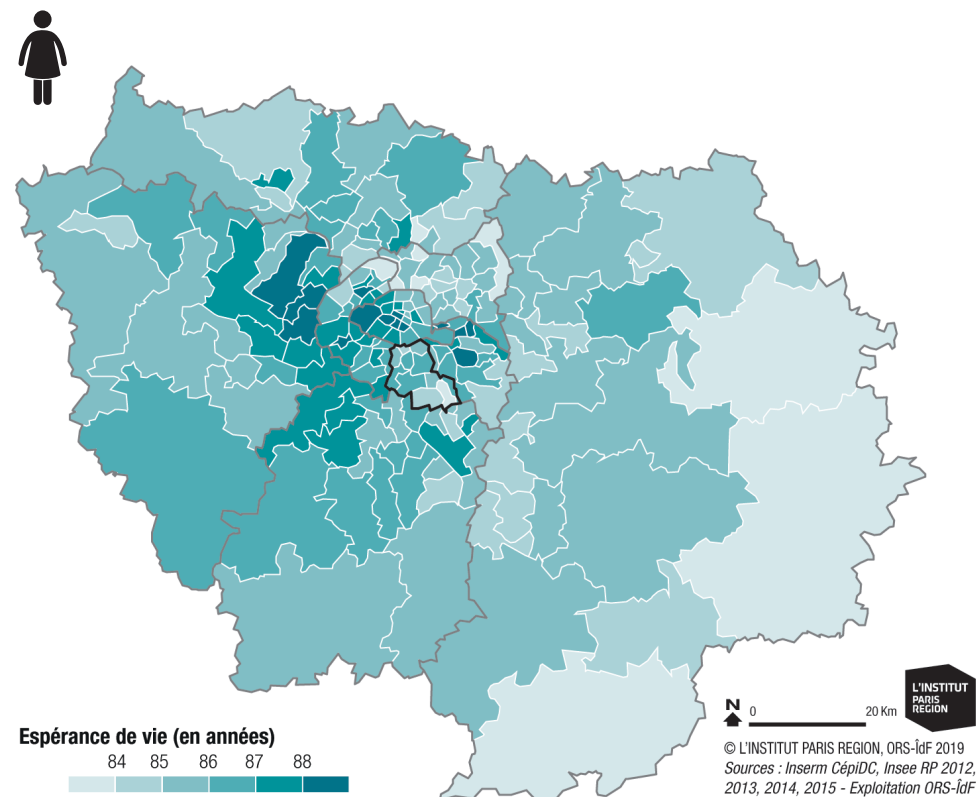 L'INSTITUT
PARIS
REGION
N
0
20 Km
Espérance de vie (en années)
84 85 86 87 88
© L'INSTITUT PARIS REGION, ORS-ÎdF 2019
Sources : Inserm CépiDC, Insee RP 2012,
2013, 2014, 2015 - Exploitation ORS-ÎdF